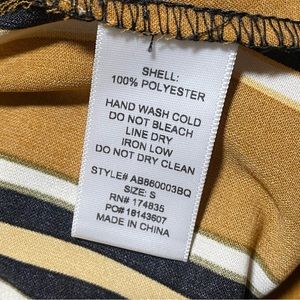 SHELL:
100% POLYESTER
HAND WASH COLD
DO NOT BLEACH
LINE DRY
IRON LOW
DO NOT DRY CLEAN
STYLE# AB860003BQ
SIZE: S
RN# 174835
PO# 18143607
MADE IN CHINA